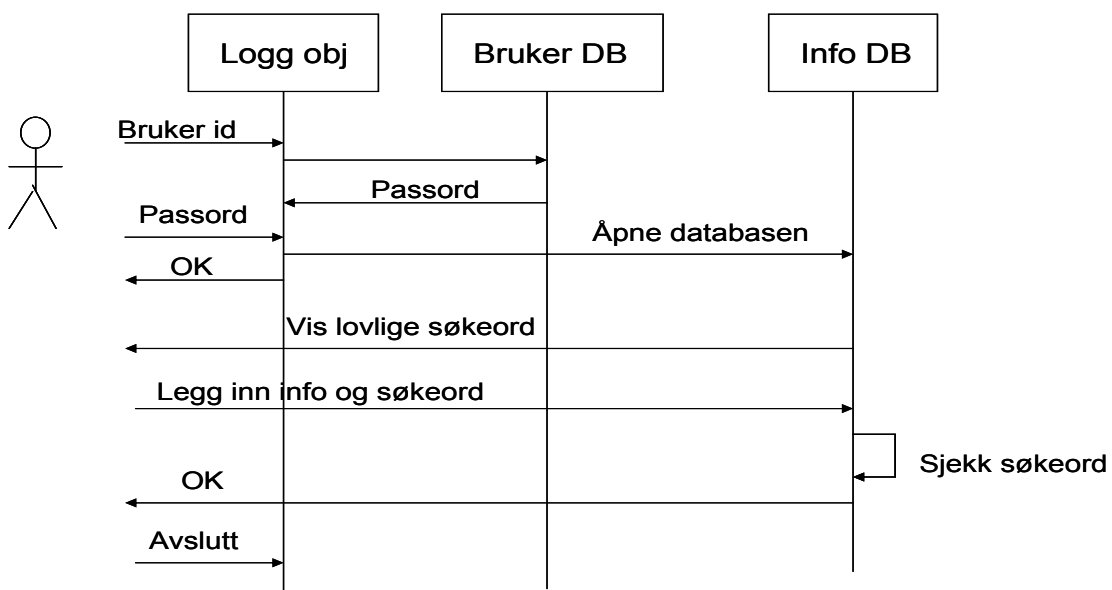 Logg obj
Bruker DB
Info DB
Bruker id
Passord
Passord
Åpne databasen
OK
Vis lovlige søkeord
Legg inn info og søkeord
Sjekk søkeord
OK
Avslutt